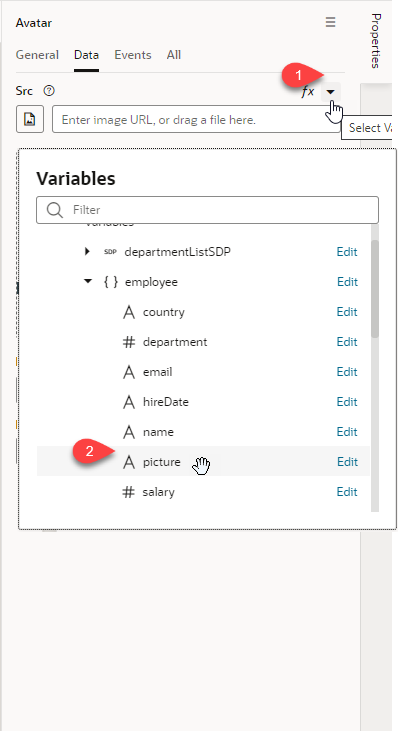 Avatar
Properties
General Data Events All
1
Src fx
Enter image URL, or drag a file here.
Select Va
Variables
Filter
SDP departmentListSDP Edit
{ } employee Edit
A country Edit
# department Edit
A email Edit
A hireDate Edit
A name Edit
2
A picture Edit
# salary Edit